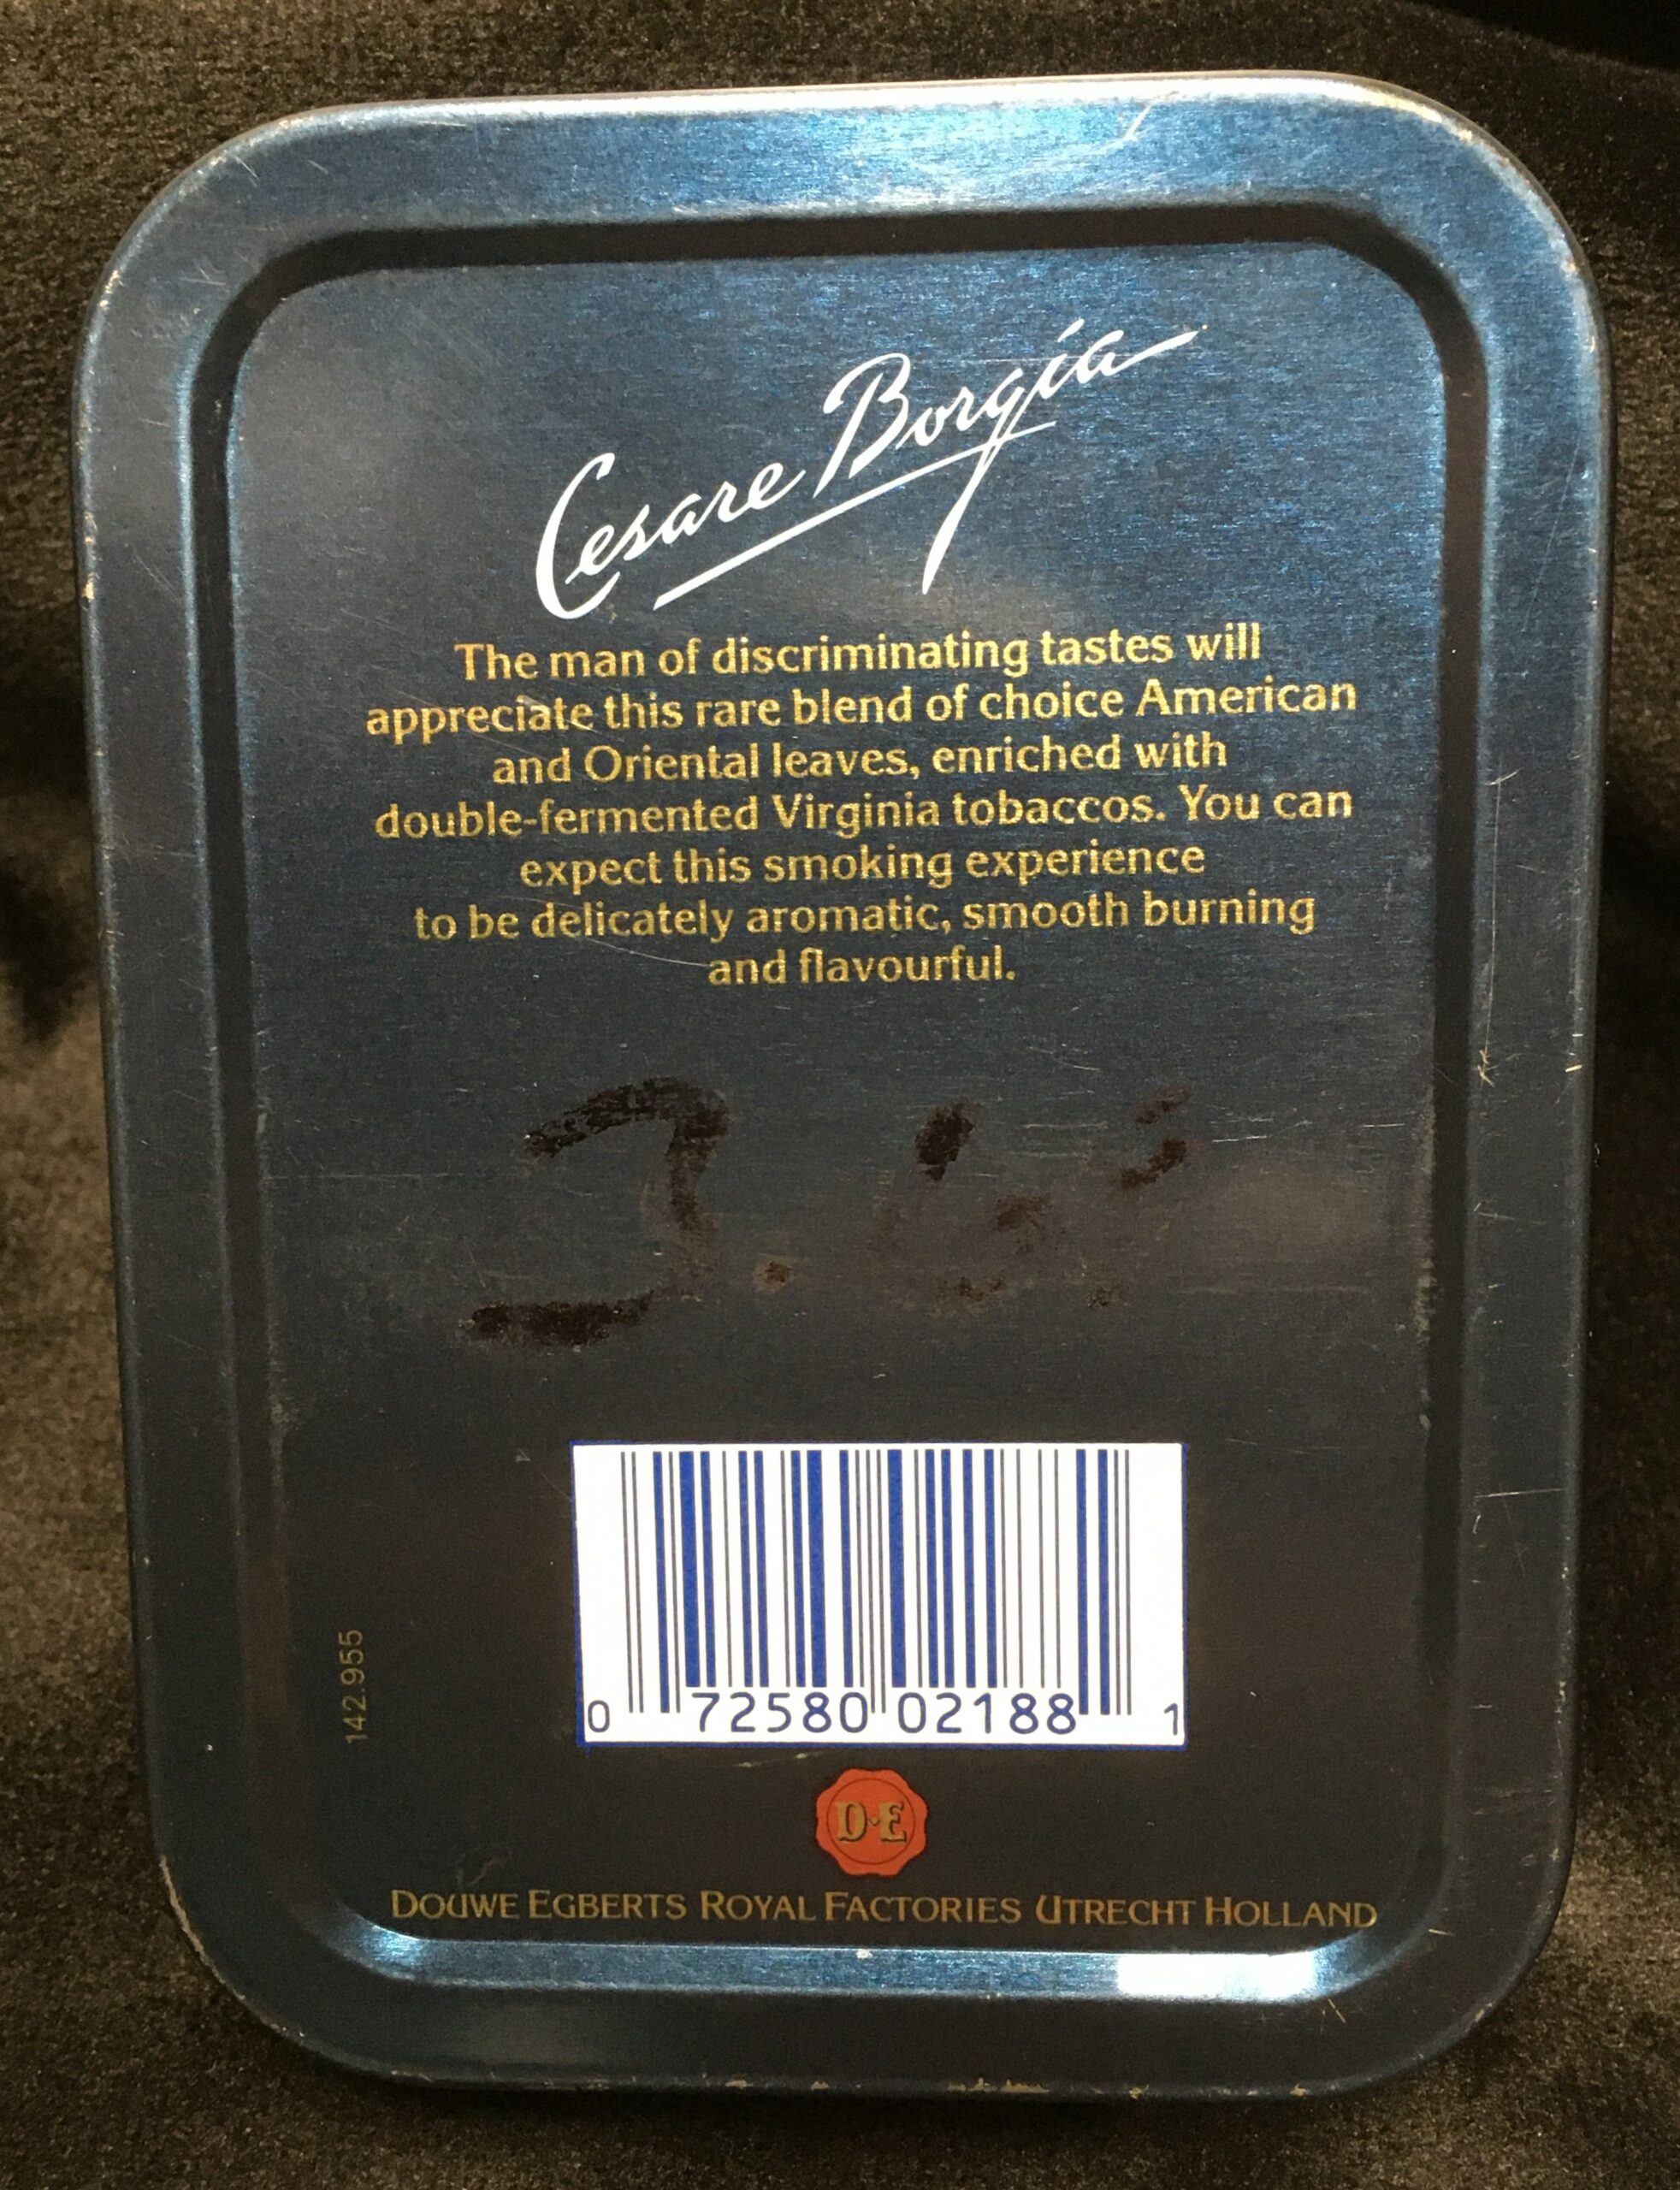 Cesare Borgia
The man of discriminating tastes will
appreciate this rare blend of choice American
and Oriental leaves, enriched with
double-fermented Virginia tobaccos. You can
expect this smoking experience
to be delicately aromatic, smooth burning
and flavourful.
142.955
0 72580 02188 1
D·E
DOUWE EGBERTS ROYAL FACTORIES UTRECHT HOLLAND